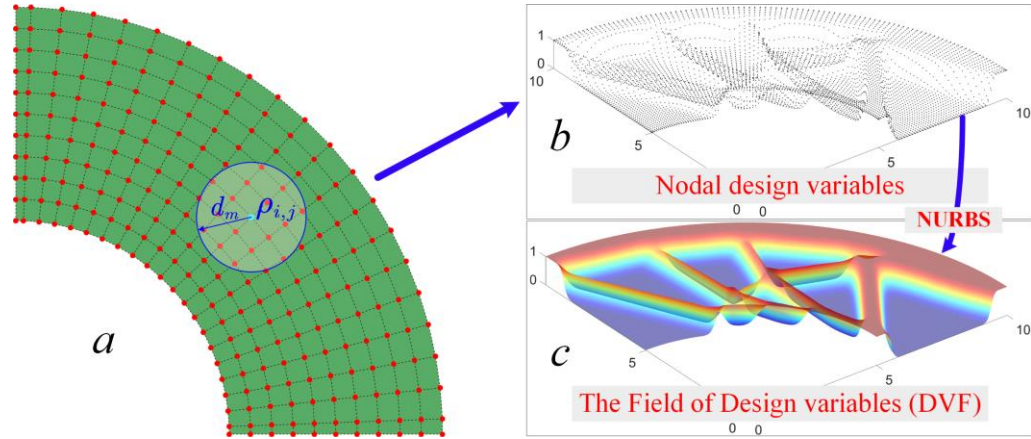 a
d_m ρ_{i,j}
1
0
10
5
0 0
5
10
b
Nodal design variables
NURBS
1
0
5
0 0
5
10
c
The Field of Design variables (DVF)